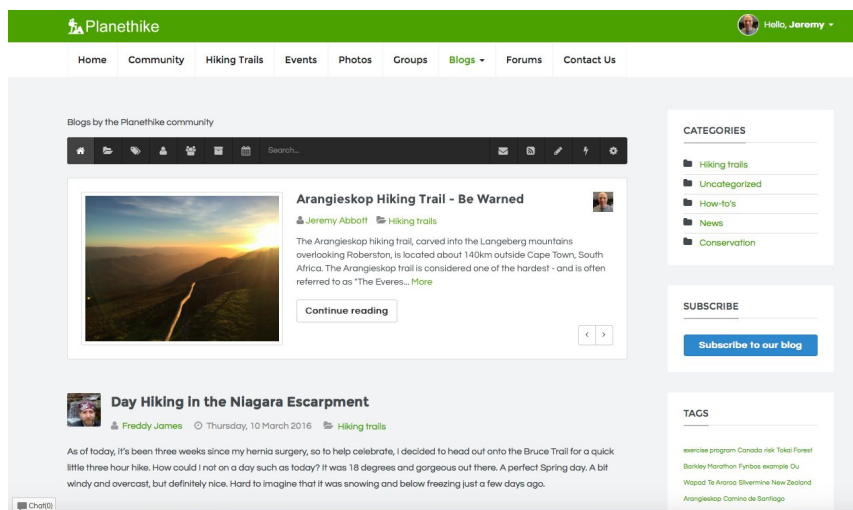 Planethike
Hello, Jeremy
Home Community Hiking Trails Events Photos Groups Blogs Forums Contact Us
Blogs by the Planethike community
Search...
Arangieskop Hiking Trail - Be Warned
Jeremy Abbott Hiking trails
The Arangieskop hiking trail, carved into the Langeberg mountains
overlooking Roberston, is located about 140km outside Cape Town, South
Africa. The Arangieskop trail is considered one of the hardest - and is often
referred to as "The Everes... More
Continue reading
Day Hiking in the Niagara Escarpment
Freddy James Thursday, 10 March 2016 Hiking trails
As of today, it's been three weeks since my hernia surgery, so to help celebrate, I decided to head out onto the Bruce Trail for a quick
little three hour hike. How could I not on a day such as today? It was 18 degrees and gorgeous out there. A perfect Spring day. A bit
windy and overcast, but definitely nice. Hard to imagine that it was snowing and below freezing just a few days ago.
CATEGORIES
Hiking trails
Uncategorized
How-to's
News
Conservation
SUBSCRIBE
Subscribe to our blog
TAGS
exercise program Canada risk Tokai Forest
Barkley Marathon Fynbos example Ou
Wapad Te Araroa Silvermine New Zealand
Arangieskop Camino de Santiago
Chat(0)